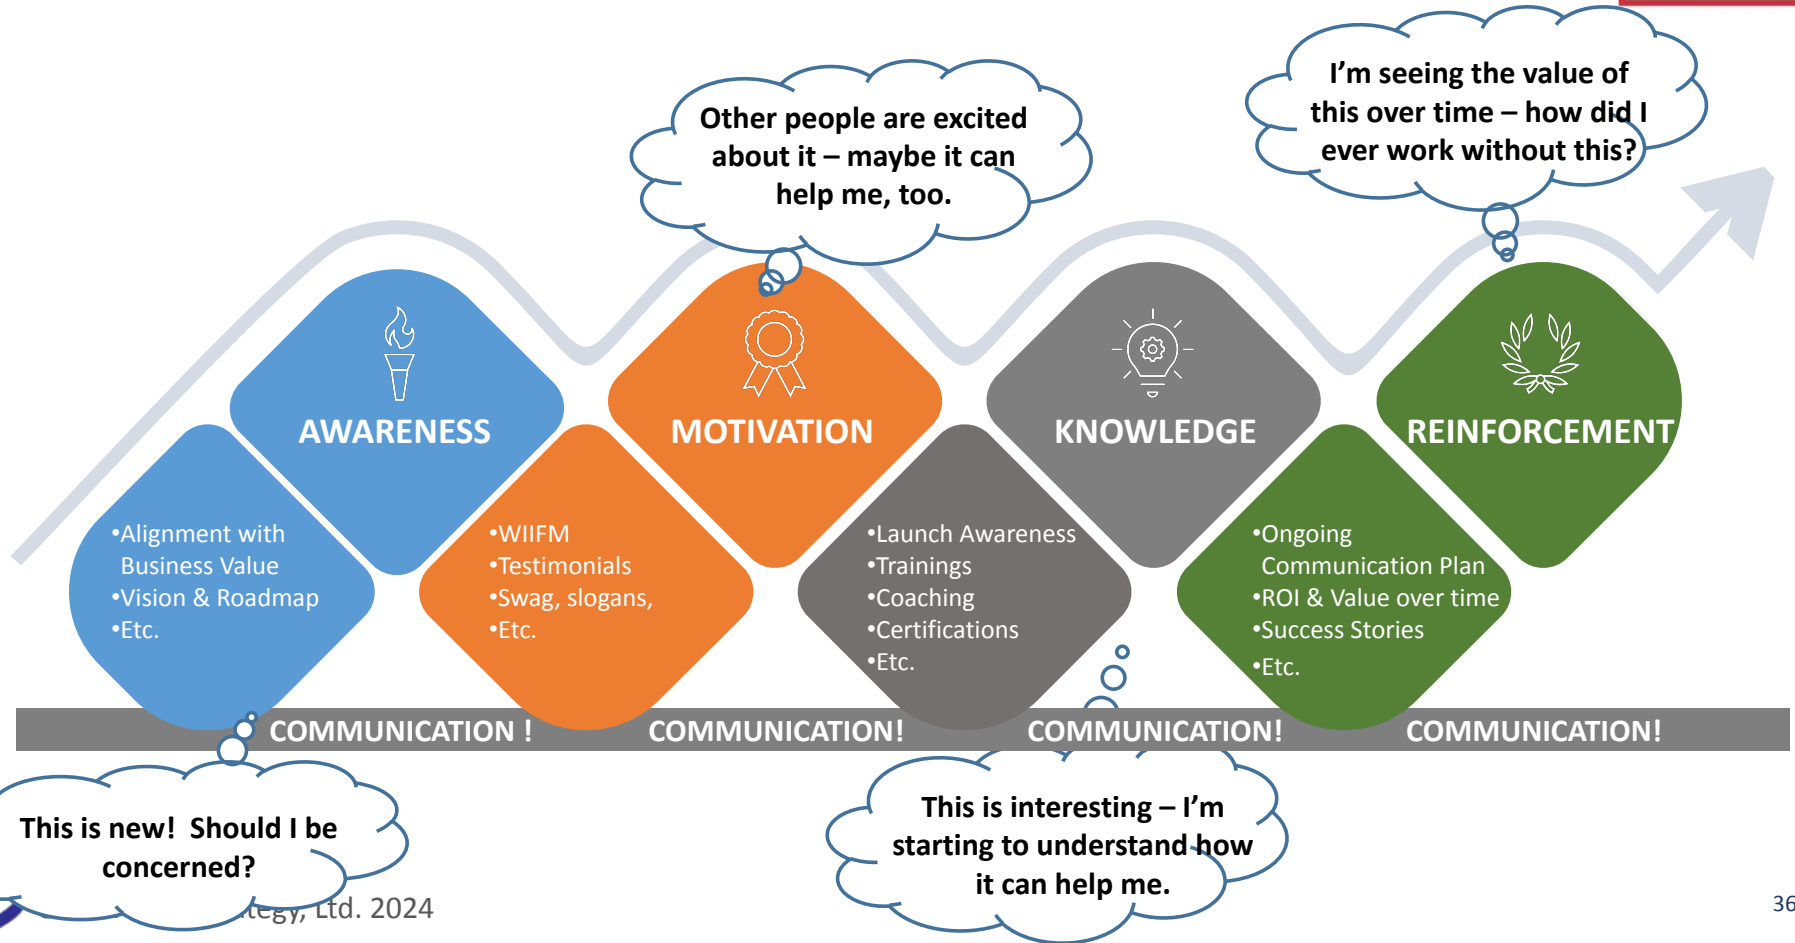 I'm seeing the value of
this over time – how did I
ever work without this?
Other people are excited
about it – maybe it can
help me, too.
AWARENESS
MOTIVATION
KNOWLEDGE
REINFORCEMENT
•Alignment with
Business Value
•Vision & Roadmap
•Etc.
•WIIFM
•Testimonials
•Swag, slogans,
•Etc.
•Launch Awareness
•Trainings
•Coaching
•Certifications
•Etc.
•Ongoing
Communication Plan
•ROI & Value over time
•Success Stories
•Etc.
COMMUNICATION !
COMMUNICATION!
COMMUNICATION!
COMMUNICATION!
This is new!  Should I be
concerned?
This is interesting – I'm
starting to understand how
it can help me.
Ltd. 2024
36